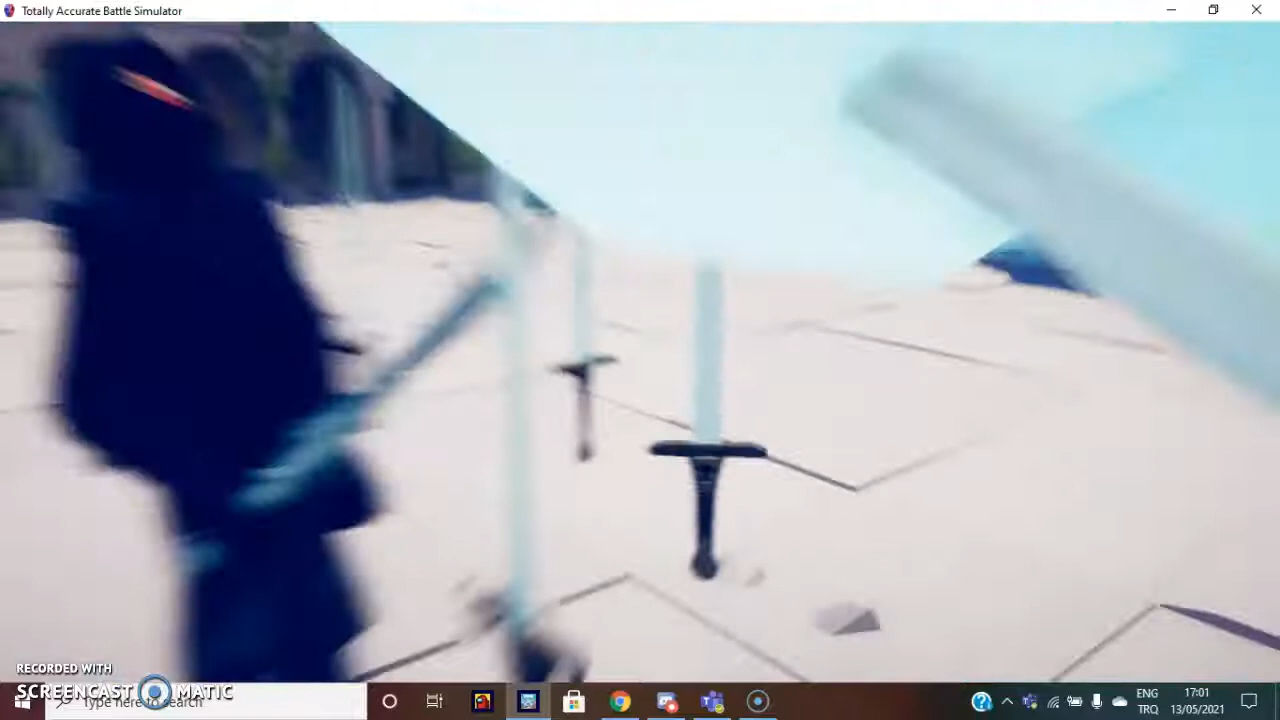 Totally Accurate Battle Simulator
RECORDED WITH
SCREENCAST MATIC
Type here to search
ENG
TRQ
17:01
13/05/2021